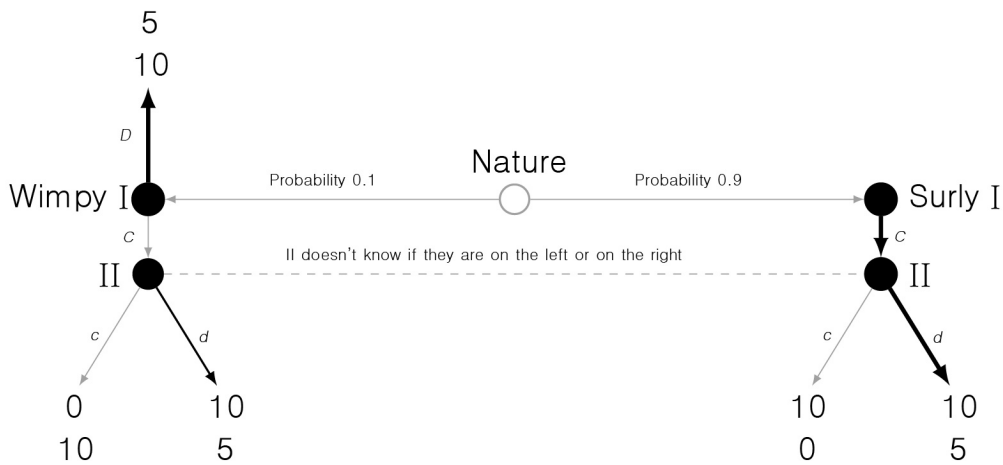 5
10
D
Nature
Probability 0.1
Probability 0.9
Wimpy I
Surly I
C
C
II doesn't know if they are on the left or on the right
II
II
c
d
c
d
0
10
10
10
10
5
0
5